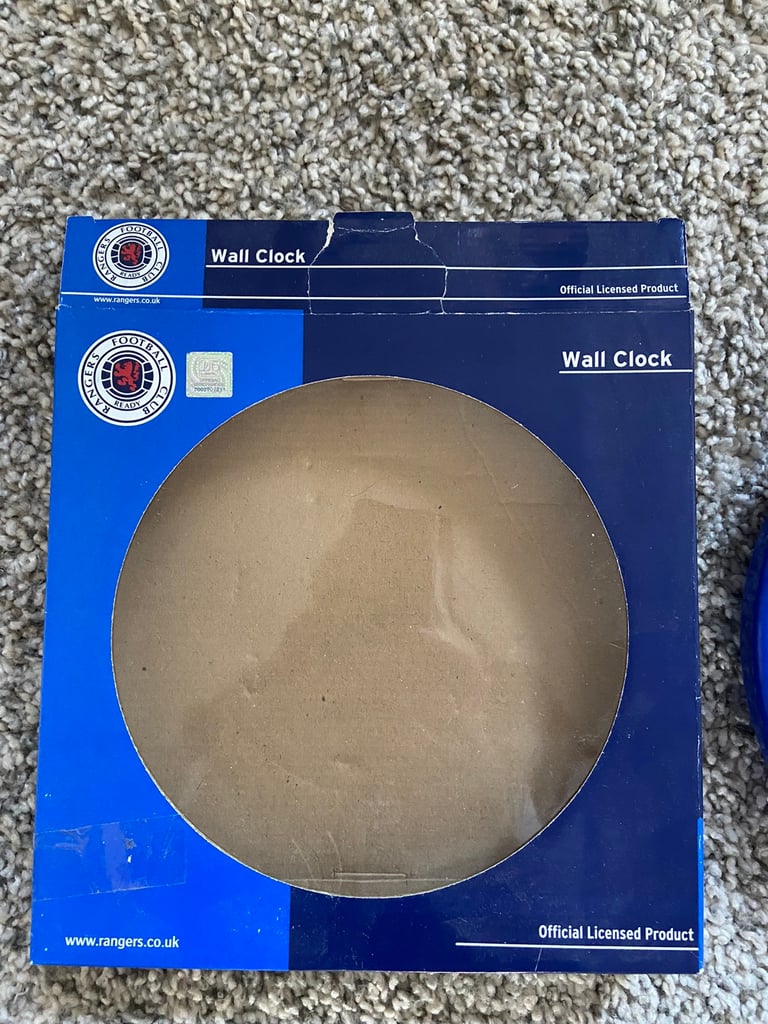 RANGERS FOOTBALL CLUB
READY
Wall Clock
www.rangers.co.uk
Official Licensed Product
RANGERS FOOTBALL CLUB
READY
Wall Clock
OFFICIAL
www.rangers.co.uk
Official Licensed Product